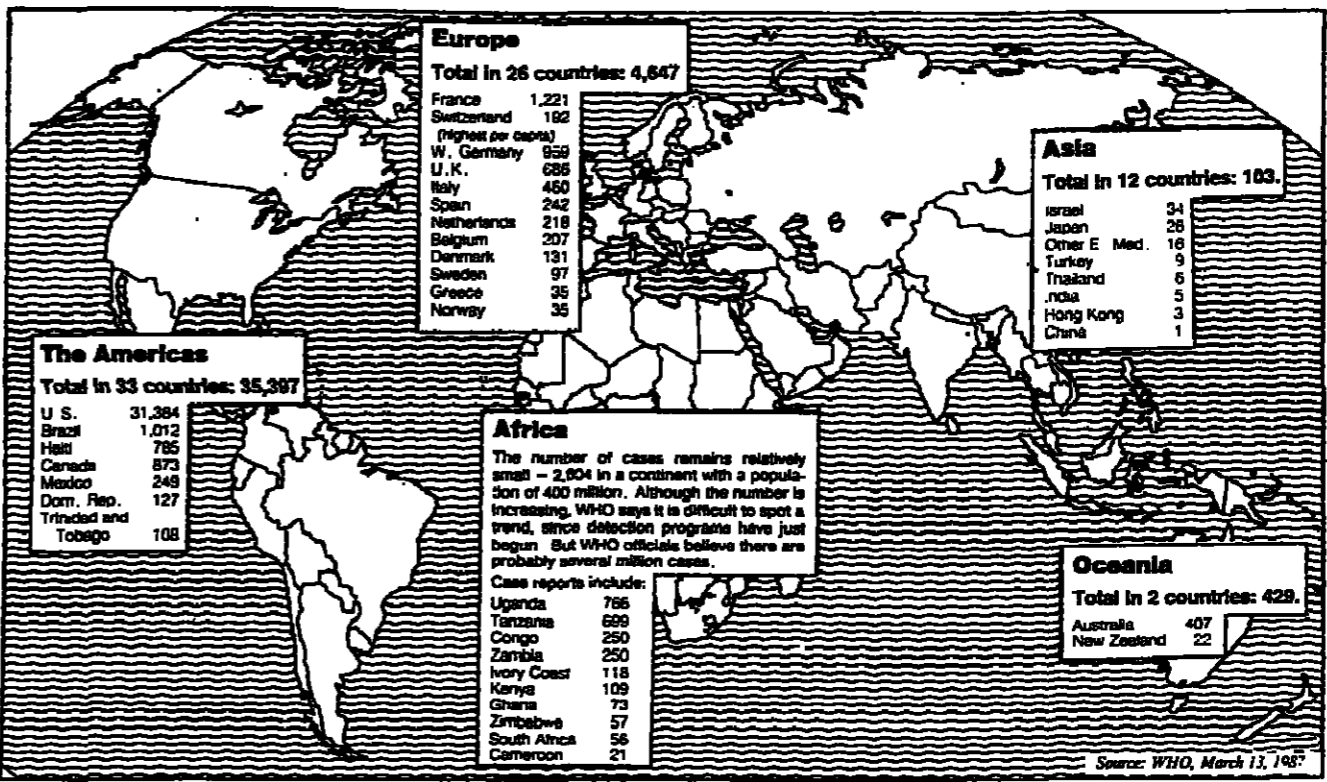 Europe
Total in 26 countries: 4,647
France 1,221
Switzerland 192
(highest per capita)
W. Germany 959
U.K. 686
Italy 460
Spain 242
Netherlands 218
Belgium 207
Denmark 131
Sweden 97
Greece 35
Norway 35
Asia
Total in 12 countries: 103.
Israel 34
Japan 26
Other E Med. 16
Turkey 9
Thailand 6
India 5
Hong Kong 3
China 1
The Americas
Total in 33 countries: 35,397
U S. 31,384
Brazil 1,012
Haiti 785
Canada 873
Mexico 249
Dom. Rep. 127
Trinidad and
Tobago 108
Africa
The number of cases remains relatively
small – 2,604 in a continent with a popula-
tion of 400 million. Although the number is
increasing, WHO says it is difficult to spot a
trend, since detection programs have just
begun But WHO officials believe there are
probably several million cases.
Case reports include:
Uganda 766
Tanzania 699
Congo 250
Zambia 250
Ivory Coast 118
Kenya 109
Ghana 73
Zimbabwe 57
South Africa 56
Cameroon 21
Oceania
Total in 2 countries: 429.
Australia 407
New Zealand 22
Source: WHO, March 13, 1987